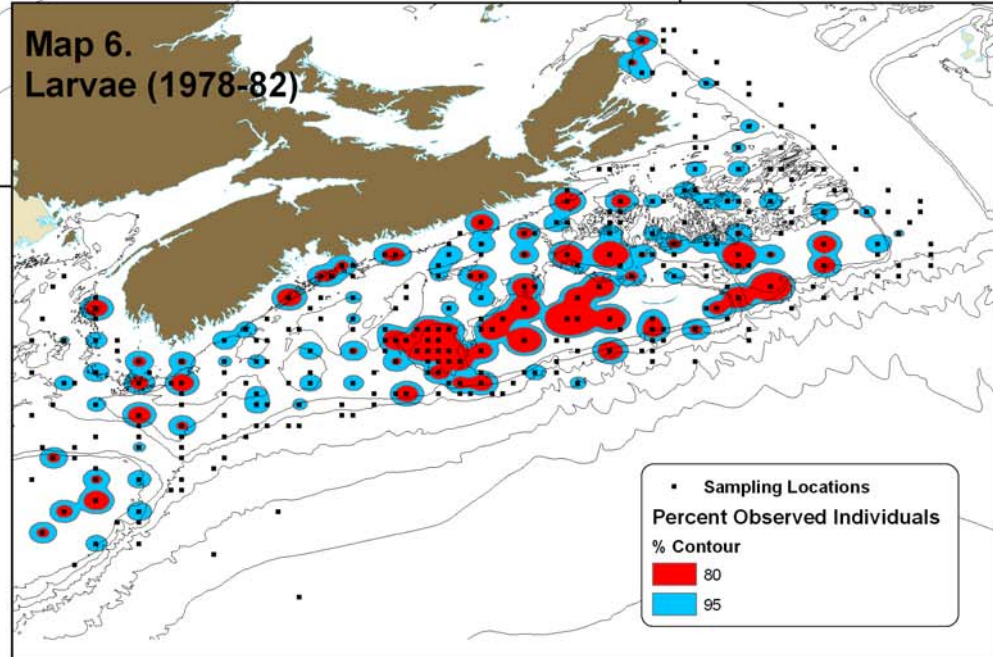 Map 6.
Larvae (1978-82)
Sampling Locations
Percent Observed Individuals
% Contour
80
95